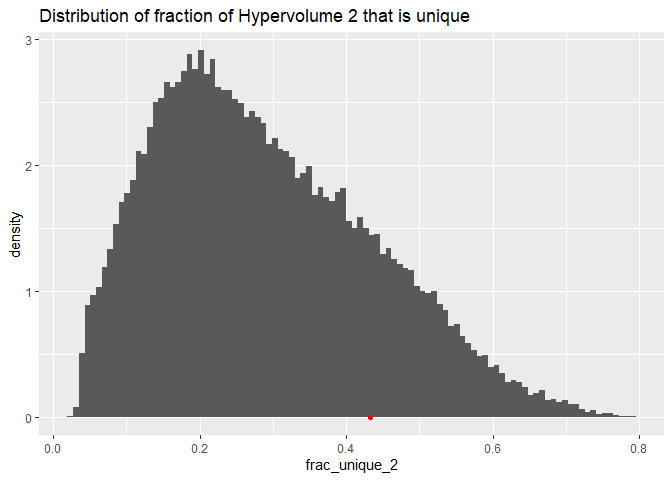 Distribution of fraction of Hypervolume 2 that is unique
3
2
1
0
density
0.0 0.2 0.4 0.6 0.8
frac_unique_2